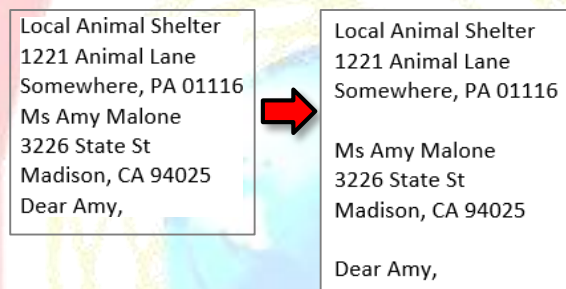 Local Animal Shelter
1221 Animal Lane
Somewhere, PA 01116
Ms Amy Malone
3226 State St
Madison, CA 94025
Dear Amy,
Local Animal Shelter
1221 Animal Lane
Somewhere, PA 01116
Ms Amy Malone
3226 State St
Madison, CA 94025
Dear Amy,